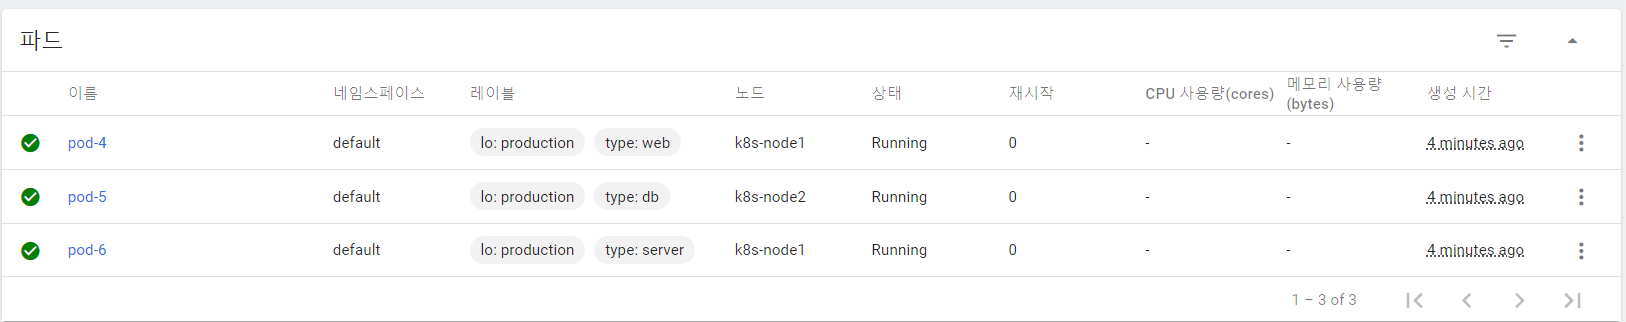 파드
이름 네임스페이스 레이블 노드 상태 재시작 CPU 사용량(cores) 메모리 사용량 (bytes) 생성 시간
pod-4 default lo: production type: web k8s-node1 Running 0 - - 4 minutes ago
pod-5 default lo: production type: db k8s-node2 Running 0 - - 4 minutes ago
pod-6 default lo: production type: server k8s-node1 Running 0 - - 4 minutes ago
1 – 3 of 3